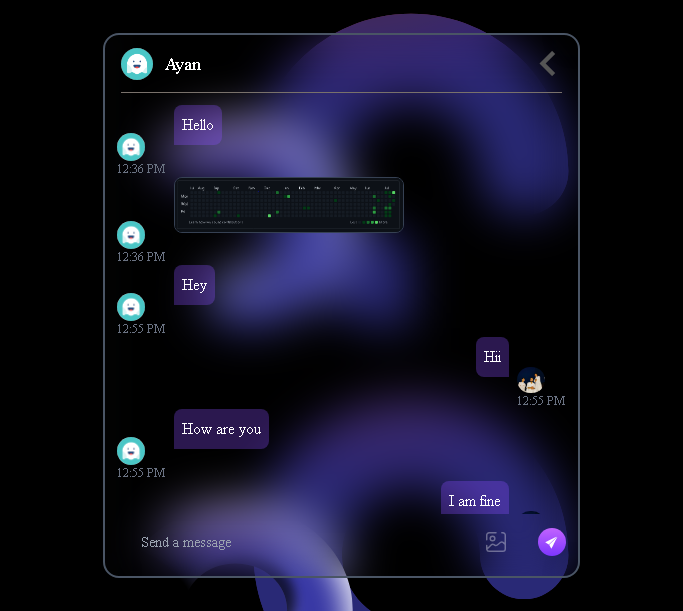 Ayan
Hello
12:36 PM
12:36 PM
Hey
12:55 PM
Hii
12:55 PM
How are you
12:55 PM
I am fine
Send a message